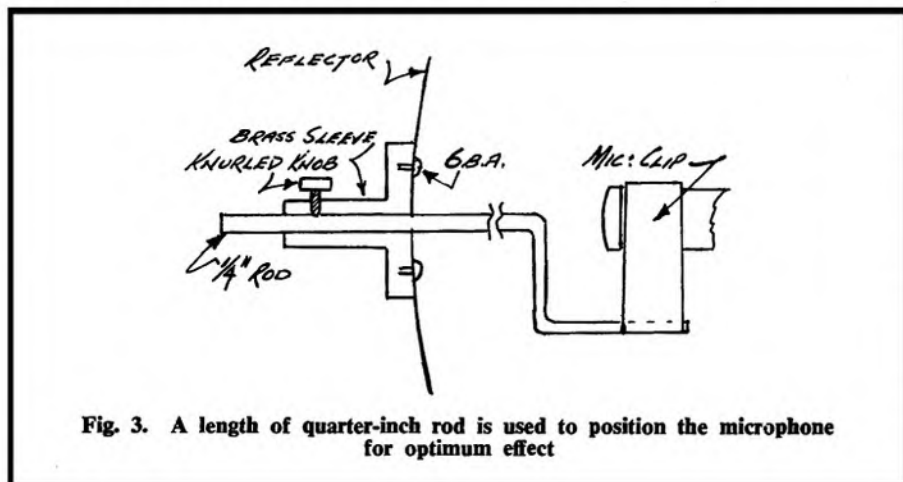 REFLECTOR
BRASS SLEEVE
KNURLED KNOB
6 B.A.
MIC: CLIP
1/4" ROD
Fig. 3. A length of quarter-inch rod is used to position the microphone
for optimum effect